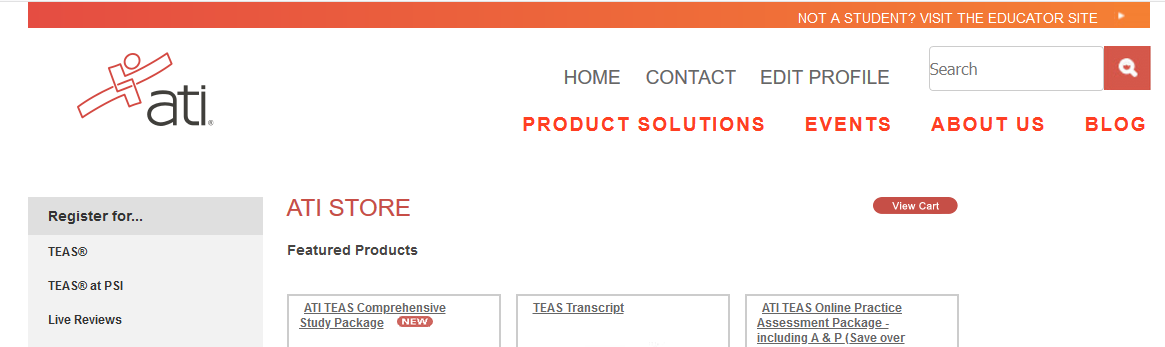 NOT A STUDENT? VISIT THE EDUCATOR SITE
ati®
HOME CONTACT EDIT PROFILE
Search
PRODUCT SOLUTIONS EVENTS ABOUT US BLOG
Register for...
TEAS®
TEAS® at PSI
Live Reviews
ATI STORE
View Cart
Featured Products
ATI TEAS Comprehensive
Study Package NEW
TEAS Transcript
ATI TEAS Online Practice
Assessment Package -
including A & P (Save over